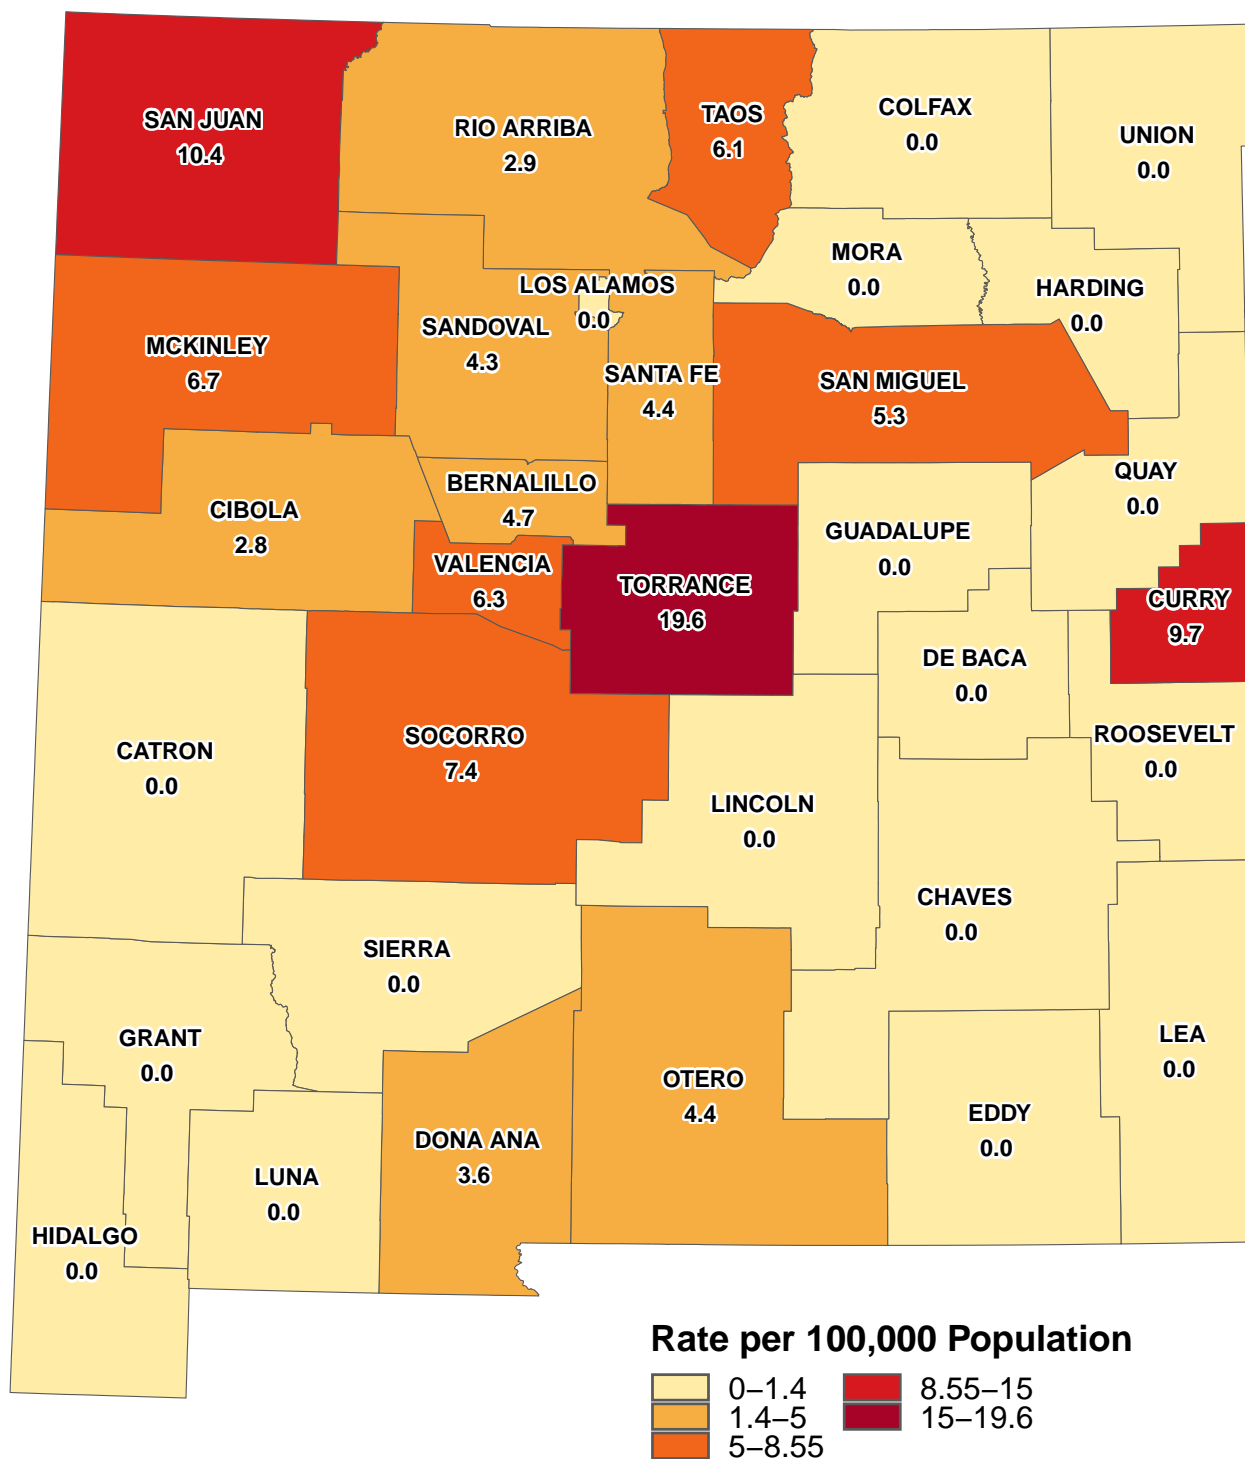 SAN JUAN
10.4
RIO ARRIBA
2.9
TAOS
6.1
COLFAX
0.0
UNION
0.0
MORA
0.0
HARDING
0.0
LOS ALAMOS
0.0
SANDOVAL
4.3
MCKINLEY
6.7
SANTA FE
4.4
SAN MIGUEL
5.3
QUAY
0.0
CIBOLA
2.8
BERNALILLO
4.7
GUADALUPE
0.0
VALENCIA
6.3
TORRANCE
19.6
CURRY
9.7
DE BACA
0.0
CATRON
0.0
SOCORRO
7.4
ROOSEVELT
0.0
LINCOLN
0.0
CHAVES
0.0
SIERRA
0.0
GRANT
0.0
LEA
0.0
OTERO
4.4
EDDY
0.0
DONA ANA
3.6
LUNA
0.0
HIDALGO
0.0
Rate per 100,000 Population
0–1.4
1.4–5
5–8.55
8.55–15
15–19.6